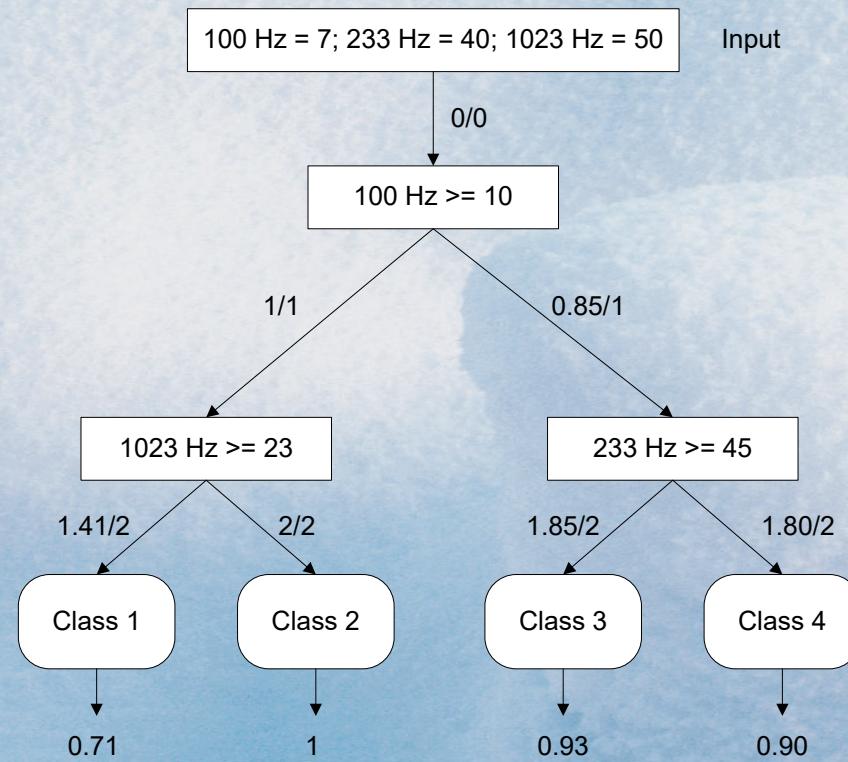 100 Hz = 7; 233 Hz = 40; 1023 Hz = 50
Input
0/0
100 Hz >= 10
1/1
0.85/1
1023 Hz >= 23
233 Hz >= 45
1.41/2
2/2
1.85/2
1.80/2
Class 1
Class 2
Class 3
Class 4
0.71
1
0.93
0.90